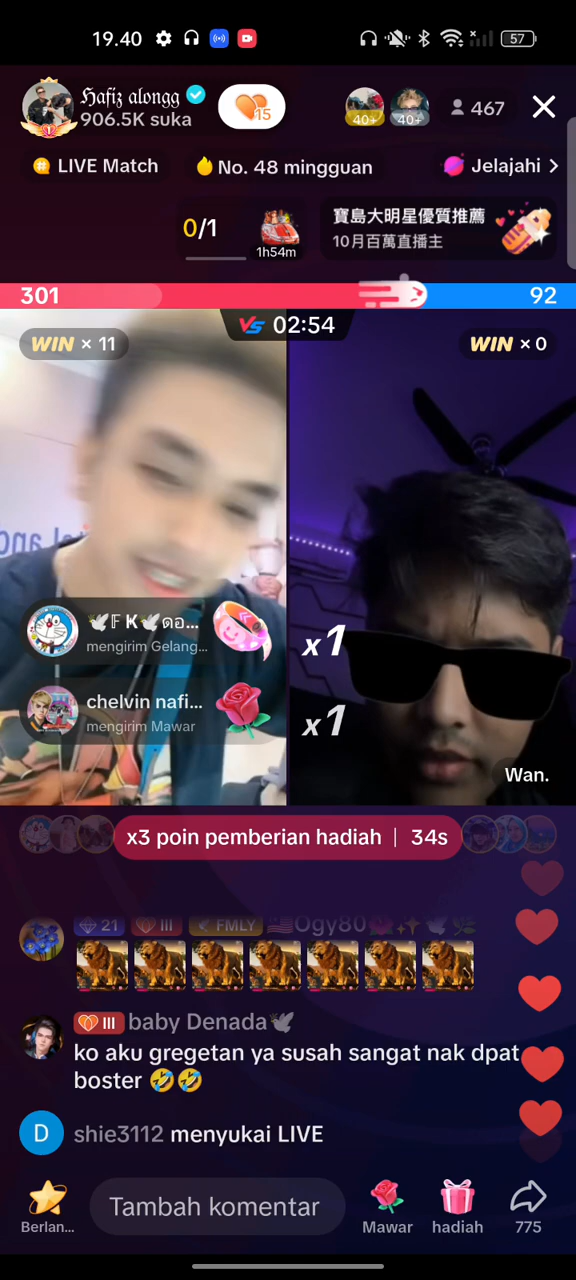 19.40
57
ℌafiz alongg
906.5K suka
15
40+
40+
467
LIVE Match
No. 48 mingguan
Jelajahi
0/1
1h54m
寶島大明星優質推薦
10月百萬直播主
301
92
VS 02:54
WIN × 11
WIN × 0
🕊𝔽 K🕊ดอ...
mengirim Gelang...
x1
chelvin nafi...
mengirim Mawar
x1
Wan.
x3 poin pemberian hadiah | 34s
21 III FMLY 🇲🇾Ogy80🌺✨🕊🌿
III baby Denada🕊
ko aku gregetan ya susah sangat nak dpat
boster 🤣🤣
D
shie3112 menyukai LIVE
Berlan...
Tambah komentar
Mawar
hadiah
775